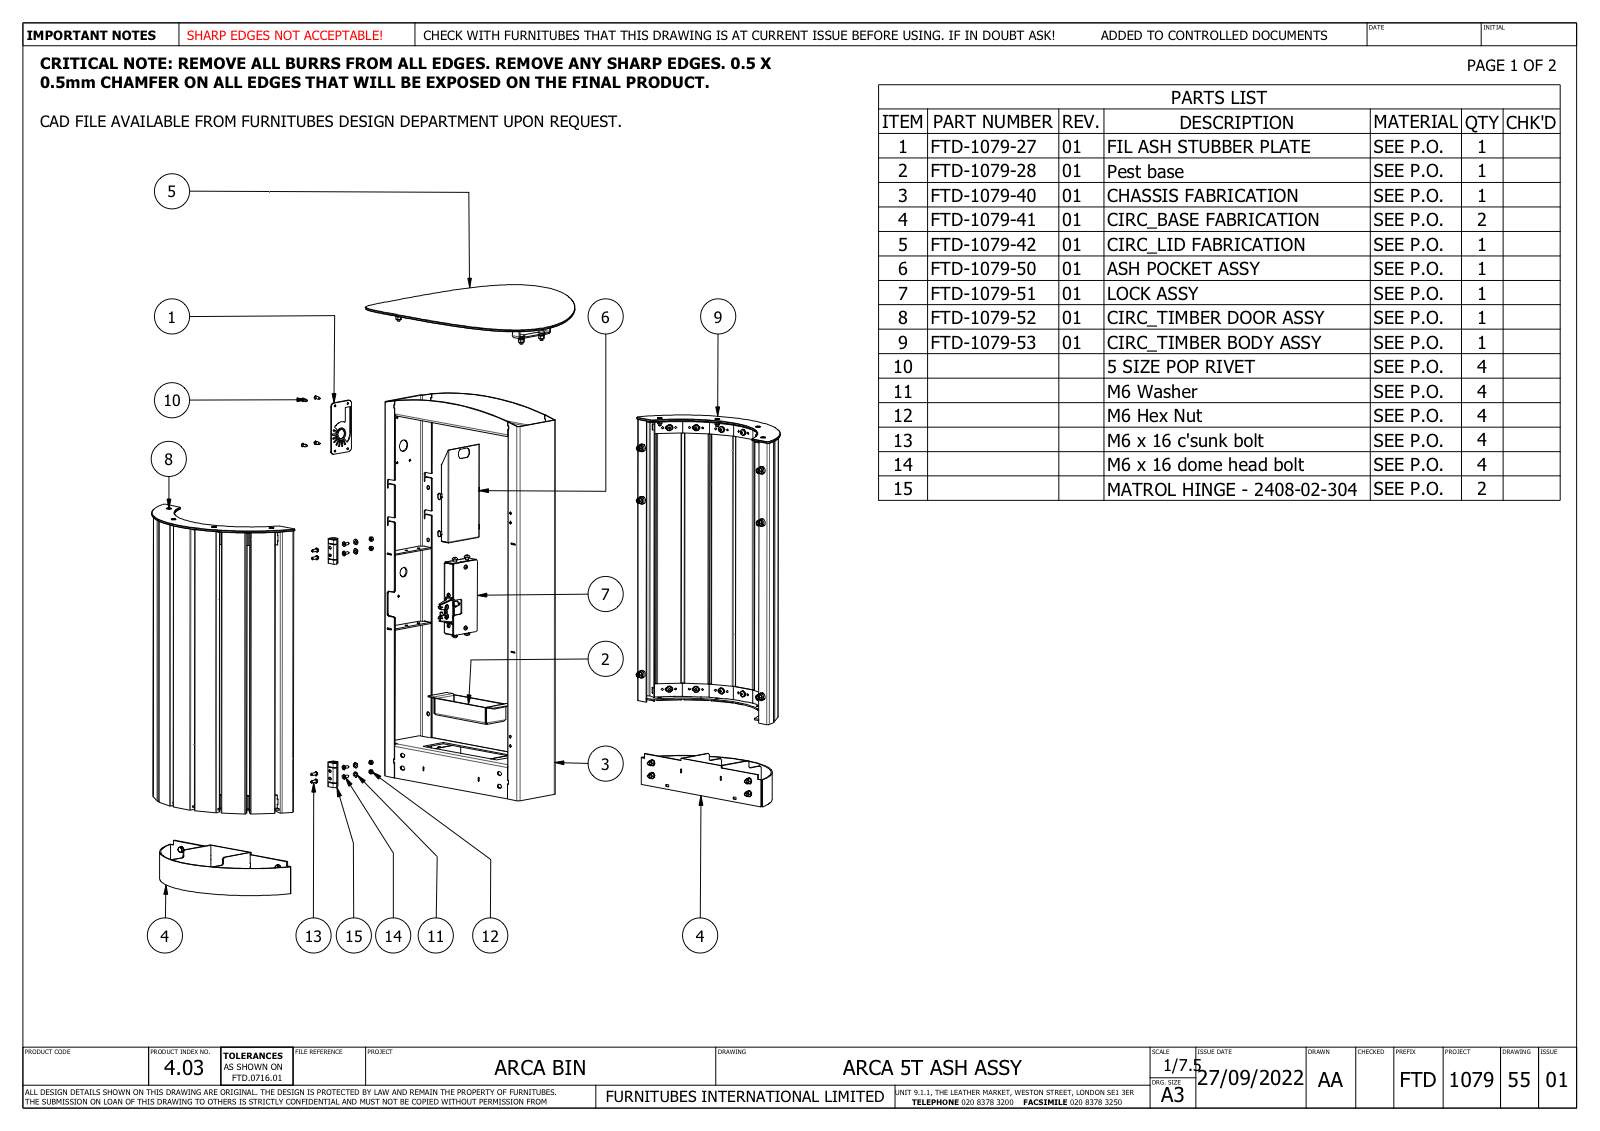 IMPORTANT NOTES SHARP EDGES NOT ACCEPTABLE! CHECK WITH FURNITUBES THAT THIS DRAWING IS AT CURRENT ISSUE BEFORE USING. IF IN DOUBT ASK! ADDED TO CONTROLLED DOCUMENTS DATE INITIAL
CRITICAL NOTE: REMOVE ALL BURRS FROM ALL EDGES. REMOVE ANY SHARP EDGES. 0.5 X
0.5mm CHAMFER ON ALL EDGES THAT WILL BE EXPOSED ON THE FINAL PRODUCT.
PAGE 1 OF 2
CAD FILE AVAILABLE FROM FURNITUBES DESIGN DEPARTMENT UPON REQUEST.
PARTS LIST
ITEM PART NUMBER REV. DESCRIPTION MATERIAL QTY CHK'D
1 FTD-1079-27 01 FIL ASH STUBBER PLATE SEE P.O. 1
2 FTD-1079-28 01 Pest base SEE P.O. 1
3 FTD-1079-40 01 CHASSIS FABRICATION SEE P.O. 1
4 FTD-1079-41 01 CIRC_BASE FABRICATION SEE P.O. 2
5 FTD-1079-42 01 CIRC_LID FABRICATION SEE P.O. 1
6 FTD-1079-50 01 ASH POCKET ASSY SEE P.O. 1
7 FTD-1079-51 01 LOCK ASSY SEE P.O. 1
8 FTD-1079-52 01 CIRC_TIMBER DOOR ASSY SEE P.O. 1
9 FTD-1079-53 01 CIRC_TIMBER BODY ASSY SEE P.O. 1
10 5 SIZE POP RIVET SEE P.O. 4
11 M6 Washer SEE P.O. 4
12 M6 Hex Nut SEE P.O. 4
13 M6 x 16 c'sunk bolt SEE P.O. 4
14 M6 x 16 dome head bolt SEE P.O. 4
15 MATROL HINGE - 2408-02-304 SEE P.O. 2
5
1 6 9
10
8
7
2
3
4 13 15 14 11 12 4
PRODUCT CODE
PRODUCT INDEX NO.
4.03
TOLERANCES
AS SHOWN ON
FTD.0716.01
FILE REFERENCE
PROJECT
ARCA BIN
DRAWING
ARCA 5T ASH ASSY
SCALE
1/7.5
DRG. SIZE
A3
ISSUE DATE
27/09/2022
DRAWN
AA
CHECKED
PREFIX
FTD
PROJECT
1079
DRAWING
55
ISSUE
01
ALL DESIGN DETAILS SHOWN ON THIS DRAWING ARE ORIGINAL. THE DESIGN IS PROTECTED BY LAW AND REMAIN THE PROPERTY OF FURNITUBES.
THE SUBMISSION ON LOAN OF THIS DRAWING TO OTHERS IS STRICTLY CONFIDENTIAL AND MUST NOT BE COPIED WITHOUT PERMISSION FROM
FURNITUBES INTERNATIONAL LIMITED
UNIT 9.1.1, THE LEATHER MARKET, WESTON STREET, LONDON SE1 3ER
TELEPHONE 020 8378 3200 FACSIMILE 020 8378 3250